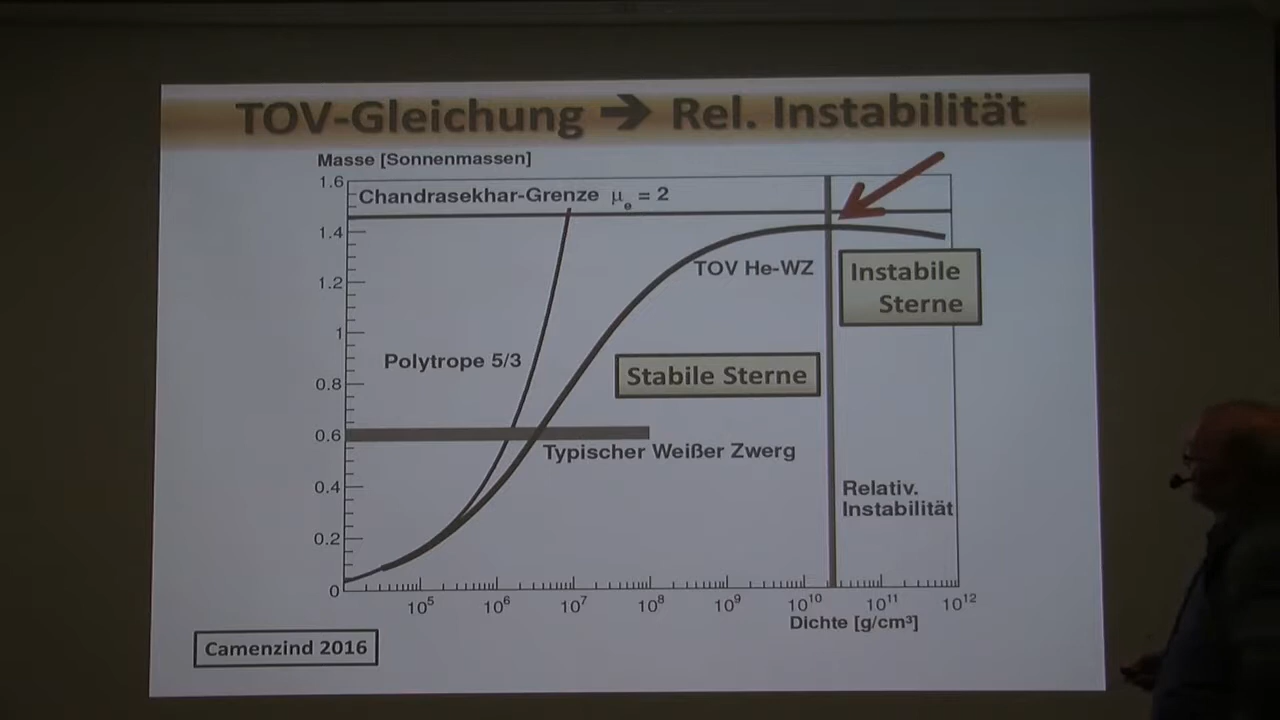 TOV-Gleichung ➔ Rel. Instabilität
Masse [Sonnenmassen]
1.6
Chandrasekhar-Grenze μe = 2
1.4
TOV He-WZ
Instabile
Sterne
1.2
1
Polytrope 5/3
0.8
Stabile Sterne
0.6
Typischer Weißer Zwerg
0.4
Relativ.
Instabilität
0.2
0
10⁵ 10⁶ 10⁷ 10⁸ 10⁹ 10¹⁰ 10¹¹ 10¹²
Dichte [g/cm³]
Camenzind 2016